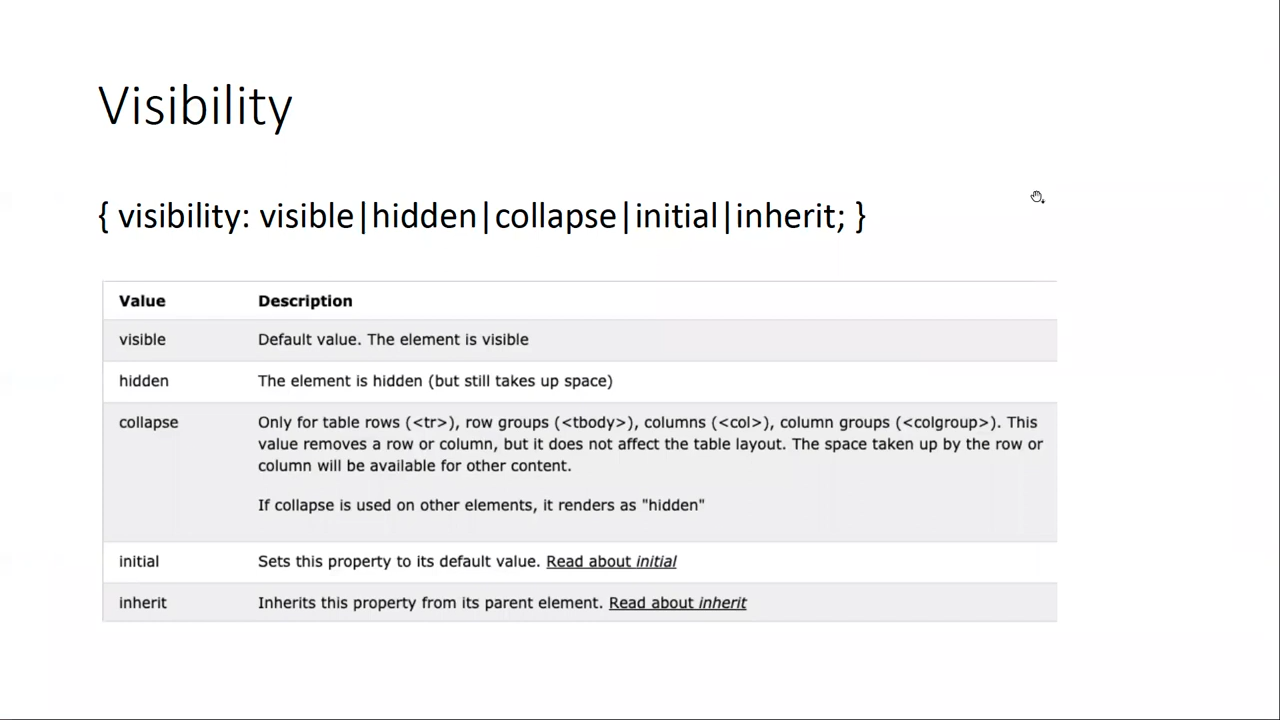 Visibility
{ visibility: visible|hidden|collapse|initial|inherit; }
Value Description
visible Default value. The element is visible
hidden The element is hidden (but still takes up space)
collapse Only for table rows (<tr>), row groups (<tbody>), columns (<col>), column groups (<colgroup>). This
value removes a row or column, but it does not affect the table layout. The space taken up by the row or
column will be available for other content.
If collapse is used on other elements, it renders as "hidden"
initial Sets this property to its default value. Read about initial
inherit Inherits this property from its parent element. Read about inherit